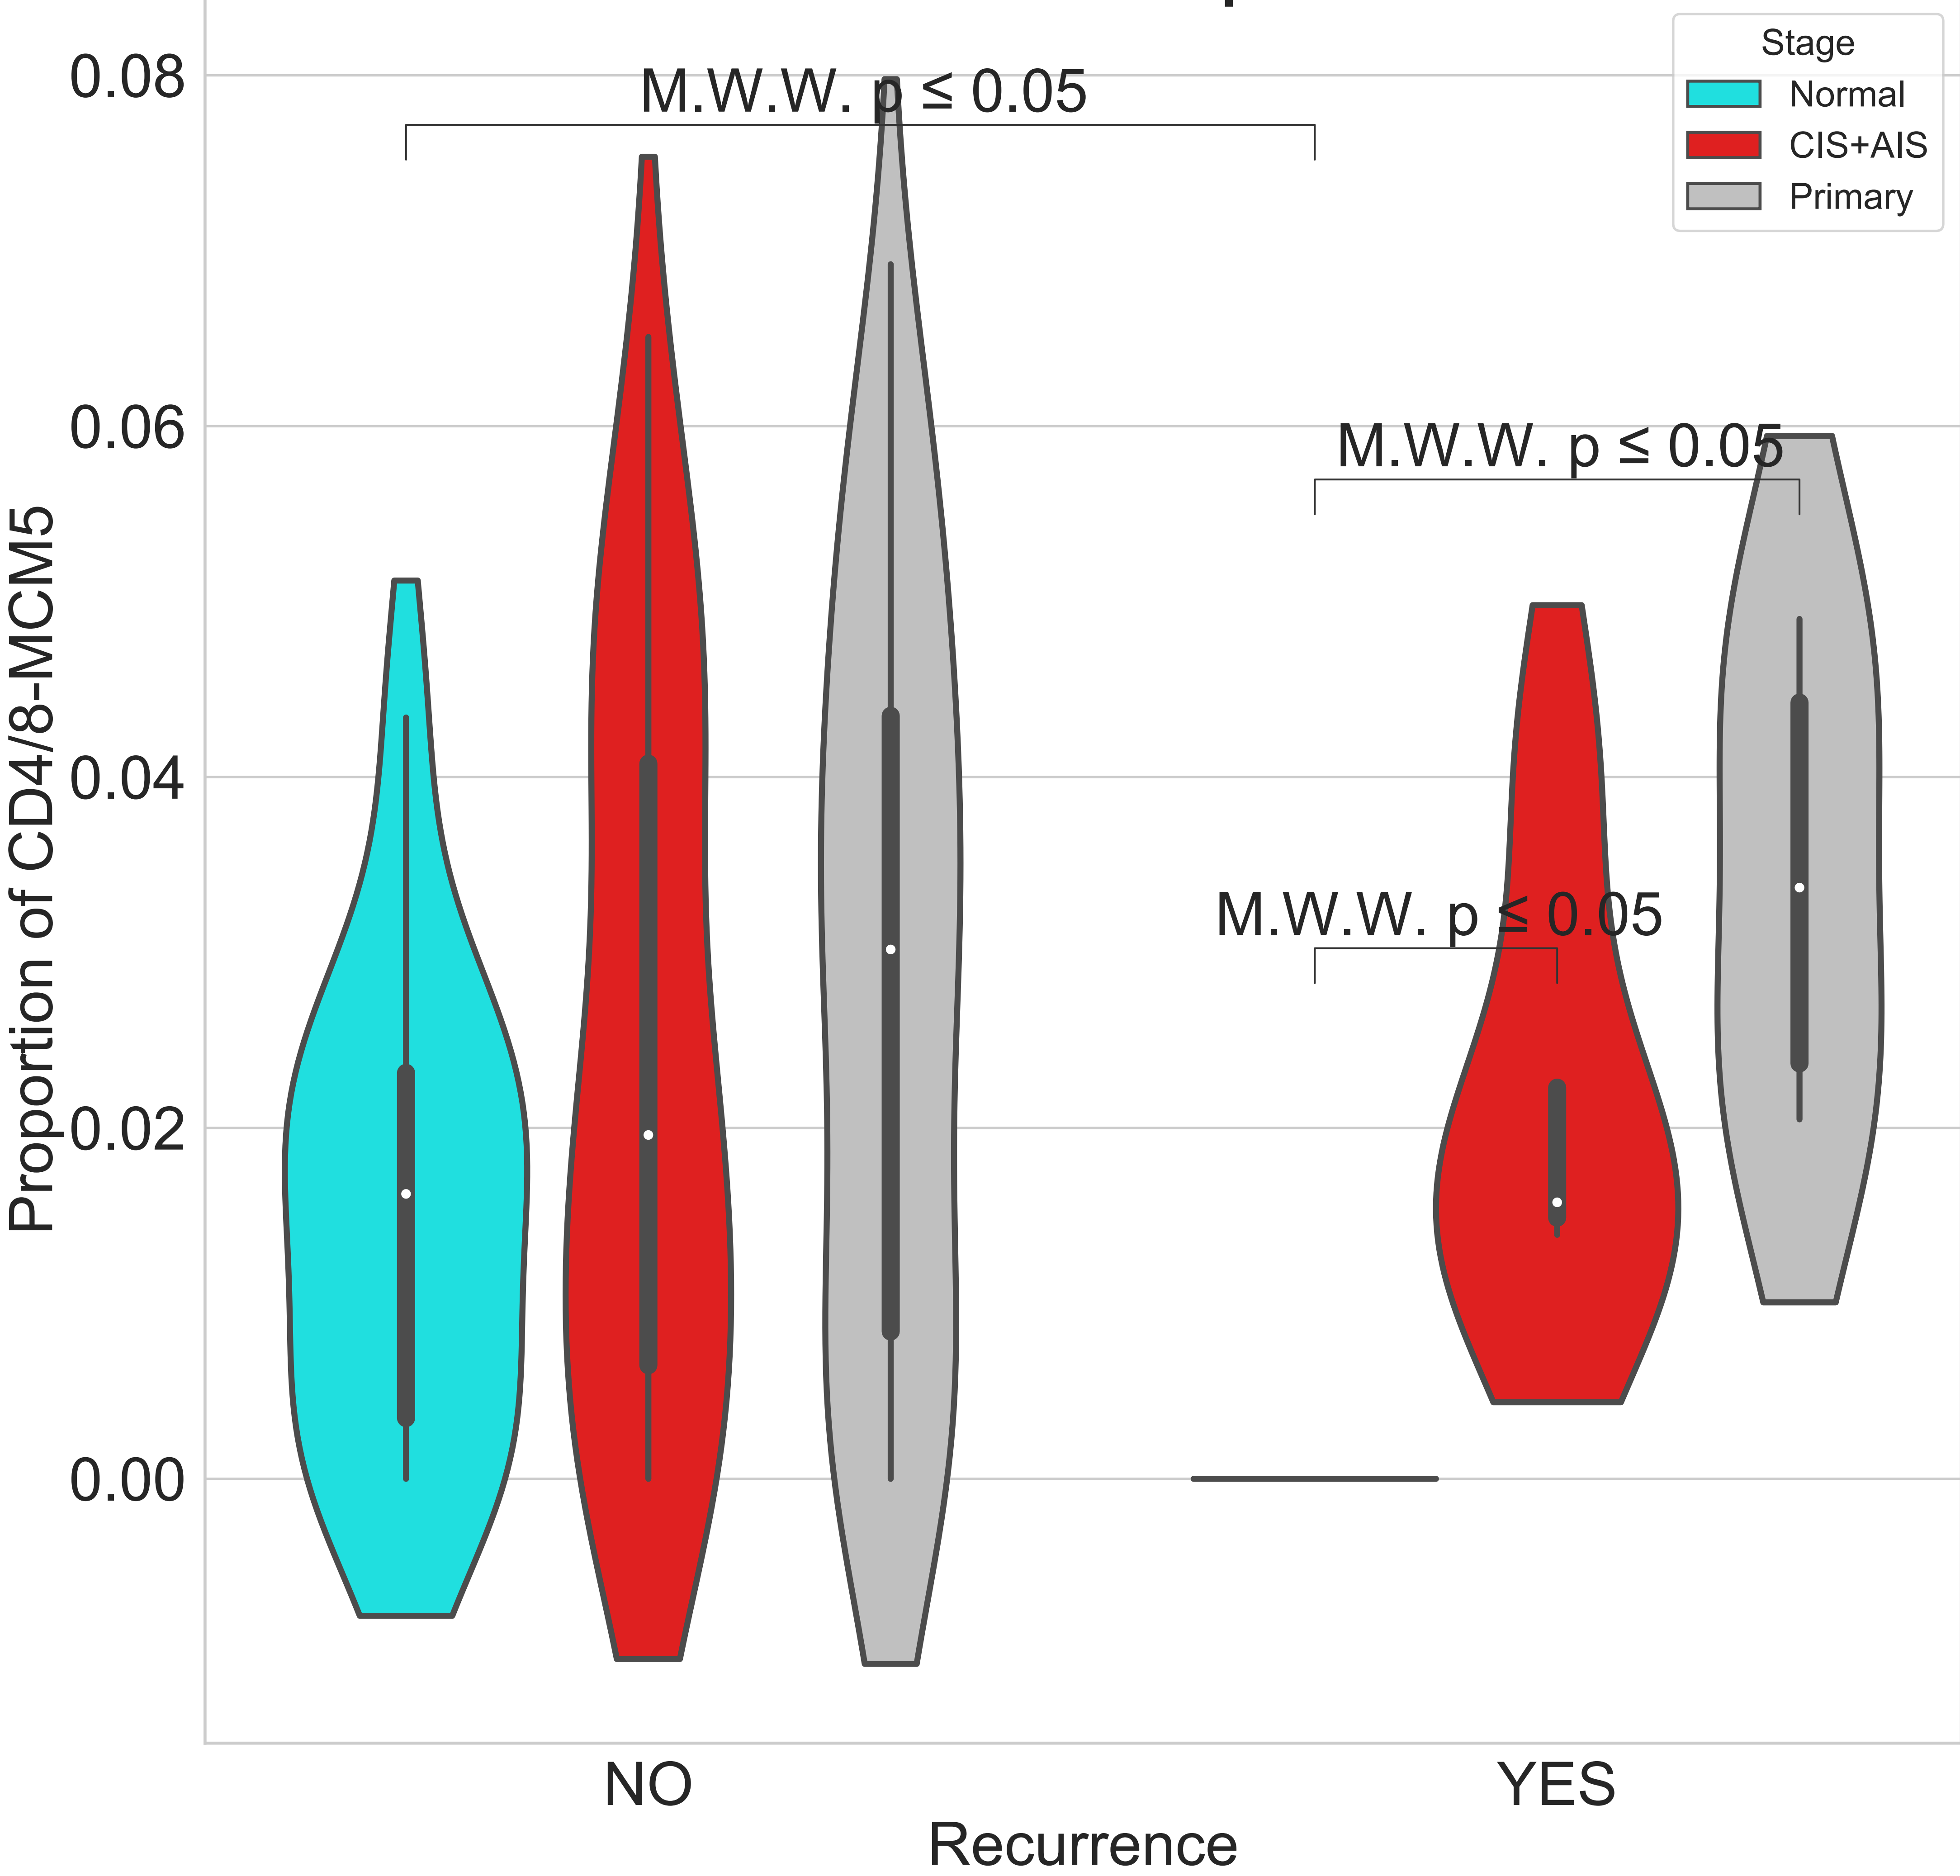 Stage
Normal
CIS+AIS
Primary
0.08
0.06
0.04
0.02
0.00
Proportion of CD4/8-MCM5
M.W.W. p ≤ 0.05
M.W.W. p ≤ 0.05
M.W.W. p ≤ 0.05
NO
YES
Recurrence